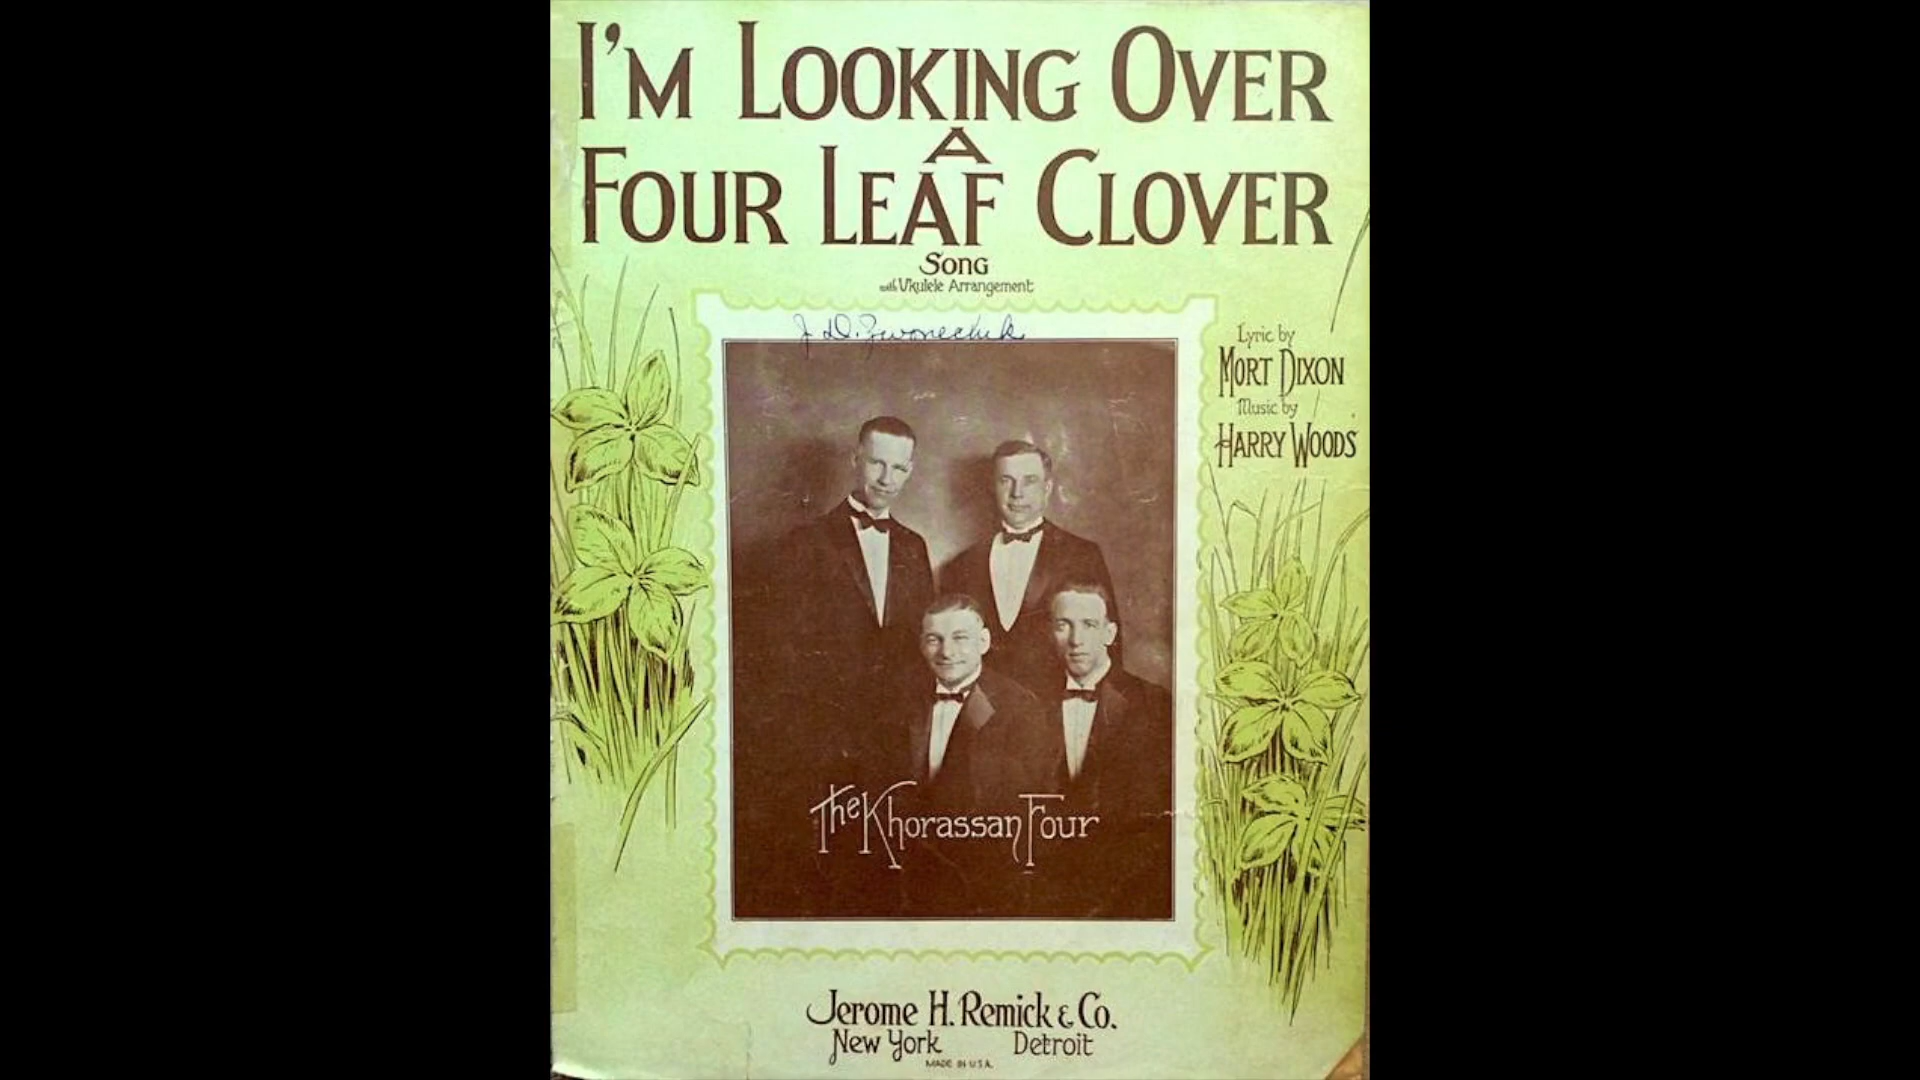 I'M LOOKING OVER
A
FOUR LEAF CLOVER
SONG
with Ukulele Arrangement
Lyric by
MORT DIXON
Music by
HARRY WOODS
The Khorassan Four
Jerome H. Remick & Co.
New York Detroit
MADE IN U.S.A.